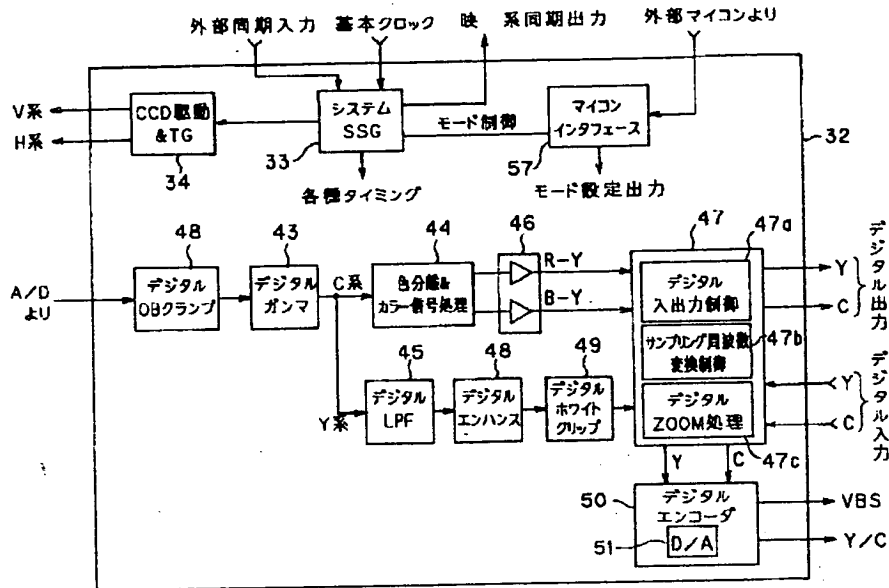 外部同期入力
基本クロック
映 系同期出力
外部マイコンより
V系
H系
CCD駆動
&TG
34
システム
SSG
33
モード制御
マイコン
インタフェース
57
32
各種タイミング
モード設定出力
A/D
より
48
デジタル
OBクランプ
43
デジタル
ガンマ
C系
44
色分離&
カラー信号処理
46
R-Y
B-Y
47
47a
デジタル
入出力制御
サンプリング周波数
変換制御
47b
デジタル
ZOOM処理
47c
Y
C
デジタル出力
Y
C
デジタル入力
Y系
45
デジタル
LPF
48
デジタル
エンハンス
49
デジタル
ホワイト
クリップ
Y
C
50
デジタル
エンコーダ
51
D/A
VBS
Y/C